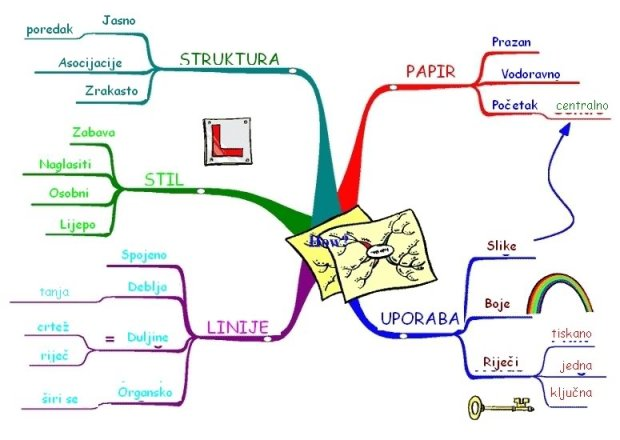 STRUKTURA
Jasno
poredak
Asocijacije
Zrakasto
PAPIR
Prazan
Vodoravno
Početak
centralno
L
STIL
Zabava
Naglasiti
Osobni
Lijepo
How?
LINIJE
Spojeno
Deblja
tanja
Duljine
=
crtež
riječ
Organsko
širi se
UPORABA
Slike
Boje
Riječi
tiskano
jedna
ključna